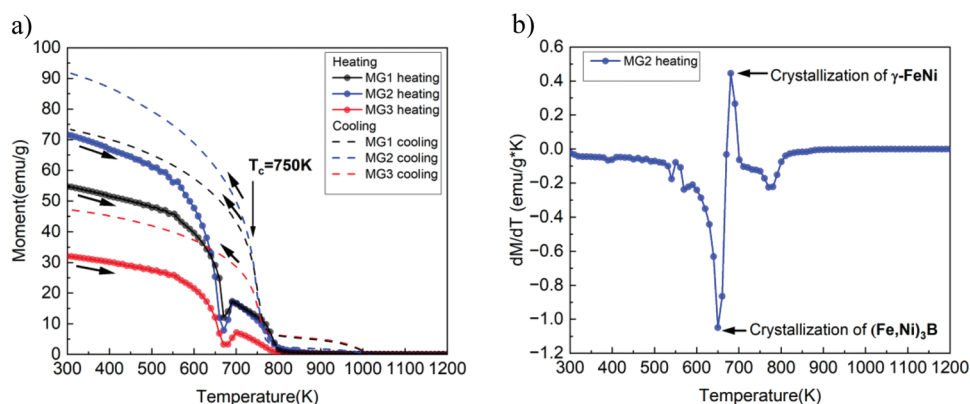 a)
100
90
80
70
60
50
40
30
20
10
0
Moment(emu/g)
300 400 500 600 700 800 900 1000 1100 1200
Temperature(K)
Heating
MG1 heating
MG2 heating
MG3 heating
Cooling
MG1 cooling
MG2 cooling
MG3 cooling
Tc=750K
b)
0.6
0.4
0.2
0.0
−0.2
−0.4
−0.6
−0.8
−1.0
−1.2
dM/dT (emu/g*K)
300 400 500 600 700 800 900 1000 1100 1200
Temperature(K)
MG2 heating
Crystallization of γ-FeNi
Crystallization of (Fe,Ni)₃B